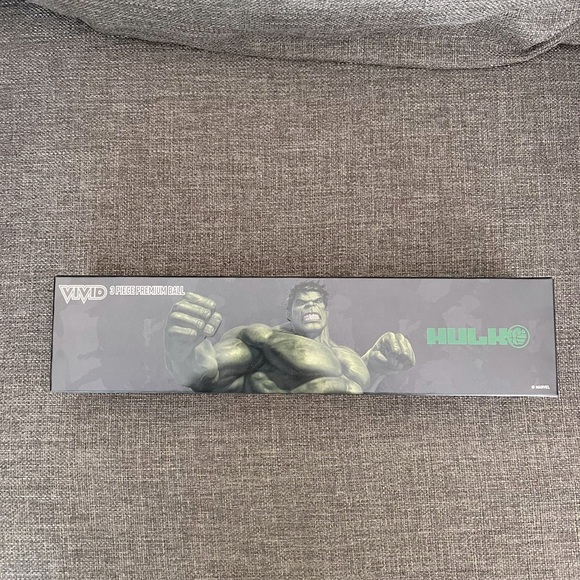 VIVID 3 PIECE PREMIUM BALL
HULK
© MARVEL